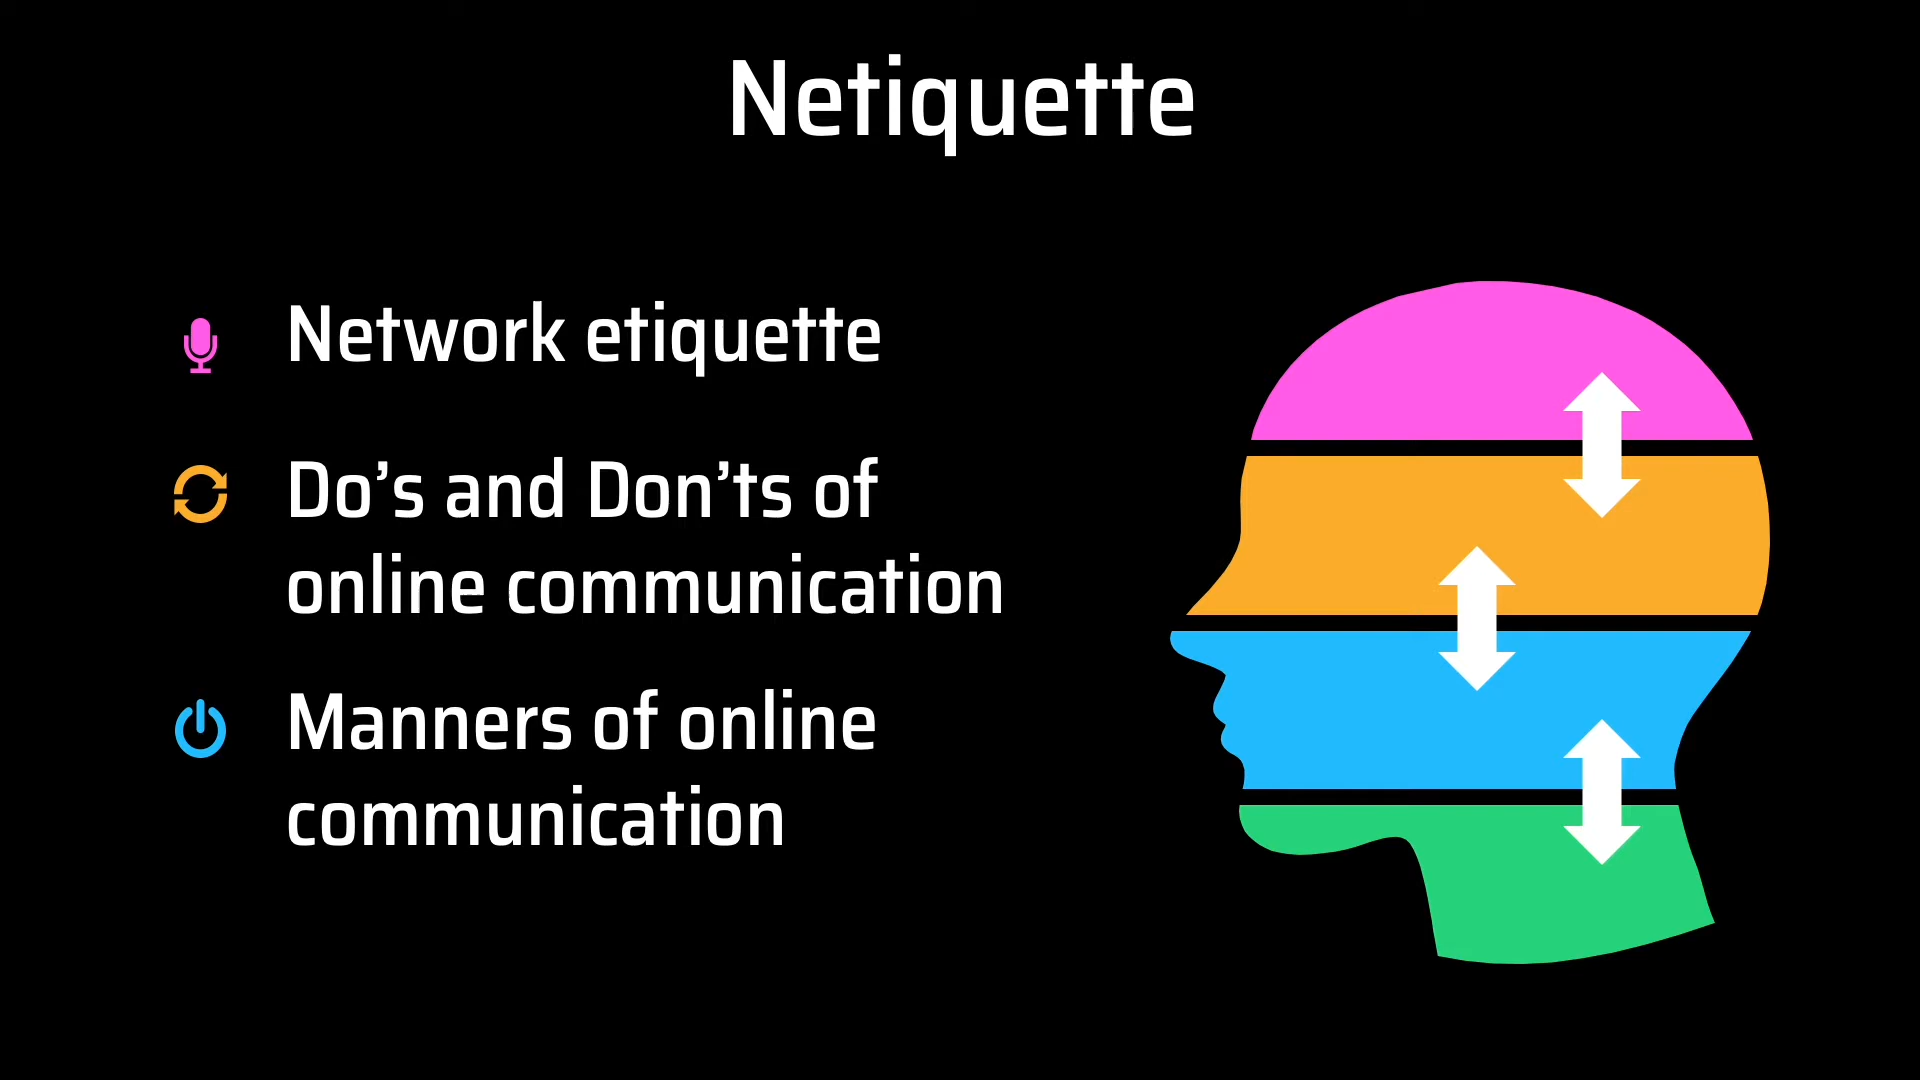 Netiquette
Network etiquette
Do’s and Don’ts of
online communication
Manners of online
communication